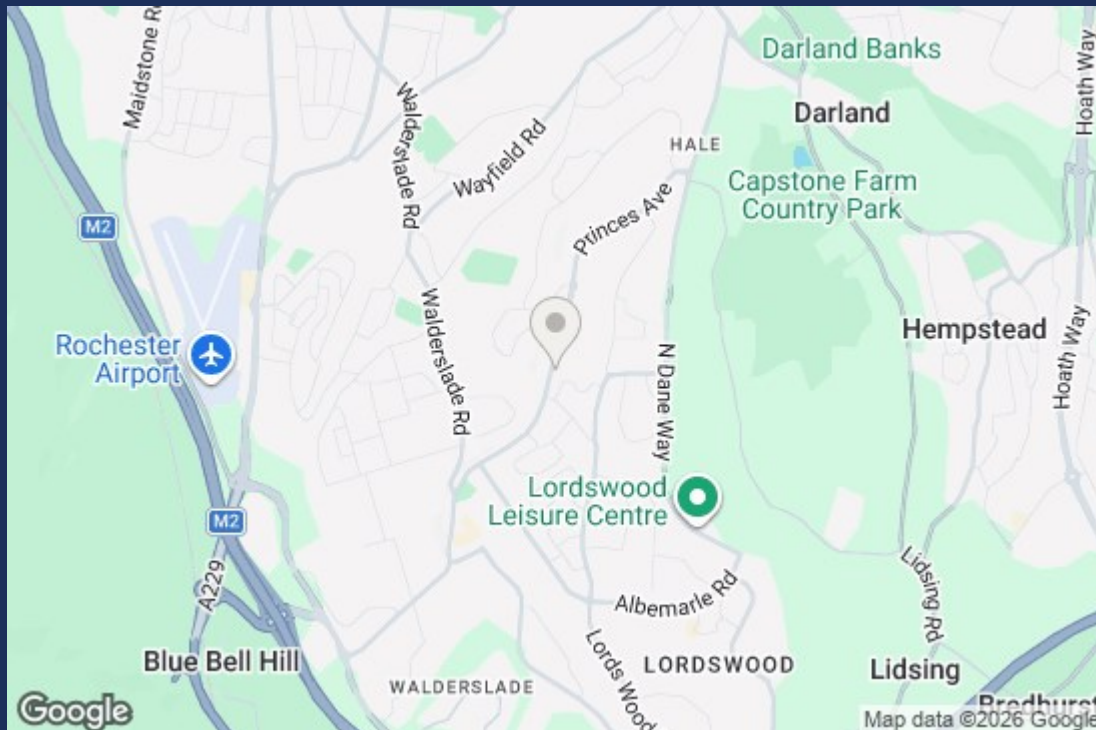 Maidstone Rd
Darland Banks
Darland
Hoath Way
Walderslade Rd
Wayfield Rd
HALE
Capstone Farm
Country Park
Princes Ave
M2
Rochester
Airport
Walderslade Rd
Hempstead
N Dane Way
Hoath Way
Lordswood
Leisure Centre
M2
A229
Lidsing Rd
Albemarle Rd
Blue Bell Hill
Lords Wood
LORDSWOOD
Lidsing
WALDERSLADE
Bredhurst
Google
Map data ©2026 Google